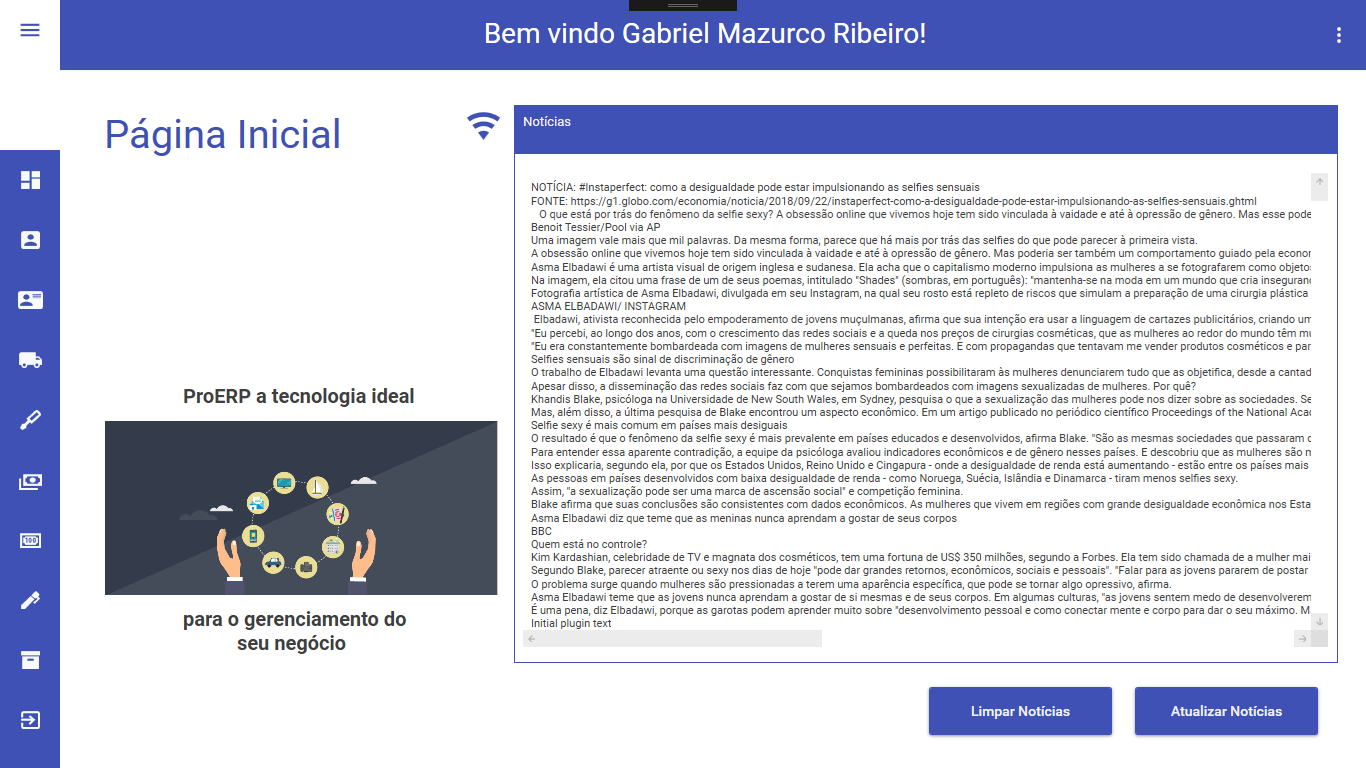 Bem vindo Gabriel Mazurco Ribeiro!
Página Inicial
ProERP a tecnologia ideal
para o gerenciamento do
seu negócio
Notícias
NOTÍCIA: #Instaperfect: como a desigualdade pode estar impulsionando as selfies sensuais
FONTE: https://g1.globo.com/economia/noticia/2018/09/22/instaperfect-como-a-desigualdade-pode-estar-impulsionando-as-selfies-sensuais.ghtml
O que está por trás do fenômeno da selfie sexy? A obsessão online que vivemos hoje tem sido vinculada à vaidade e até à opressão de gênero. Mas esse pode
Benoit Tessier/Pool via AP
Uma imagem vale mais que mil palavras. Da mesma forma, parece que há mais por trás das selfies do que pode parecer à primeira vista.
A obsessão online que vivemos hoje tem sido vinculada à vaidade e até à opressão de gênero. Mas poderia ser também um comportamento guiado pela
Asma Elbadawi é uma artista visual de origem inglesa e sudanesa. Ela acha que o capitalismo moderno impulsiona as mulheres a se fotografarem como
Na imagem, ela citou uma frase de um de seus poemas, intitulado "Shades" (sombras, em português): "mantenha-se na moda em um mundo que cria
Fotografia artística de Asma Elbadawi, divulgada em seu Instagram, na qual seu rosto está repleto de riscos que simulam a preparação de uma cirurgia plástica
ASMA ELBADAWI/ INSTAGRAM
Elbadawi, ativista reconhecida pelo empoderamento de jovens muçulmanas, afirma que sua intenção era usar a linguagem de cartazes publicitários, criando
"Eu percebi, ao longo dos anos, com o crescimento das redes sociais e a queda nos preços de cirurgias cosméticas, que as mulheres ao redor do mundo têm
"Eu era constantemente bombardeada com imagens de mulheres sensuais e perfeitas. E com propagandas que tentavam me vender produtos cosméticos e
Selfies sensuais são sinal de discriminação de gênero
O trabalho de Elbadawi levanta uma questão interessante. Conquistas femininas possibilitaram às mulheres denunciarem tudo que as objetifica, desde a
Apesar disso, a disseminação das redes sociais faz com que sejamos bombardeados com imagens sexualizadas de mulheres. Por quê?
Khandis Blake, psicóloga na Universidade de New South Wales, em Sydney, pesquisa o que a sexualização das mulheres pode nos dizer sobre as sociedades.
Mas, além disso, a última pesquisa de Blake encontrou um aspecto econômico. Em um artigo publicado no periódico científico Proceedings of the National
Selfie sexy é mais comum em países mais desiguais
O resultado é que o fenômeno da selfie sexy é mais prevalente em países educados e desenvolvidos, afirma Blake. "São as mesmas sociedades que passaram
Para entender essa aparente contradição, a equipe da psicóloga avaliou indicadores econômicos e de gênero nesses países. E descobriu que as mulheres são
Isso explicaria, segundo ela, por que os Estados Unidos, Reino Unido e Cingapura - onde a desigualdade de renda está aumentando - estão entre os países mais
As pessoas em países desenvolvidos com baixa desigualdade de renda - como Noruega, Suécia, Islândia e Dinamarca - tiram menos selfies sexy.
Assim, "a sexualização pode ser uma marca de ascensão social" e competição feminina.
Blake afirma que suas conclusões são consistentes com dados econômicos. As mulheres que vivem em regiões com grande desigualdade econômica nos
Asma Elbadawi diz que teme que as meninas nunca aprendam a gostar de seus corpos
BBC
Quem está no controle?
Kim Kardashian, celebridade de TV e magnata dos cosméticos, tem uma fortuna de US$ 350 milhões, segundo a Forbes. Ela tem sido chamada de a mulher
Segundo Blake, parecer atraente ou sexy nos dias de hoje "pode dar grandes retornos, econômicos, sociais e pessoais". "Falar para as jovens pararem de postar
O problema surge quando mulheres são pressionadas a terem uma aparência específica, que pode se tornar algo opressivo, afirma.
Asma Elbadawi teme que as jovens nunca aprendam a gostar de si mesmas e de seus corpos. Em algumas culturas, "as jovens sentem medo de
É uma pena, diz Elbadawi, porque as garotas podem aprender muito sobre "desenvolvimento pessoal e como conectar mente e corpo para dar o seu máximo.
Initial plugin text
Limpar Notícias
Atualizar Notícias